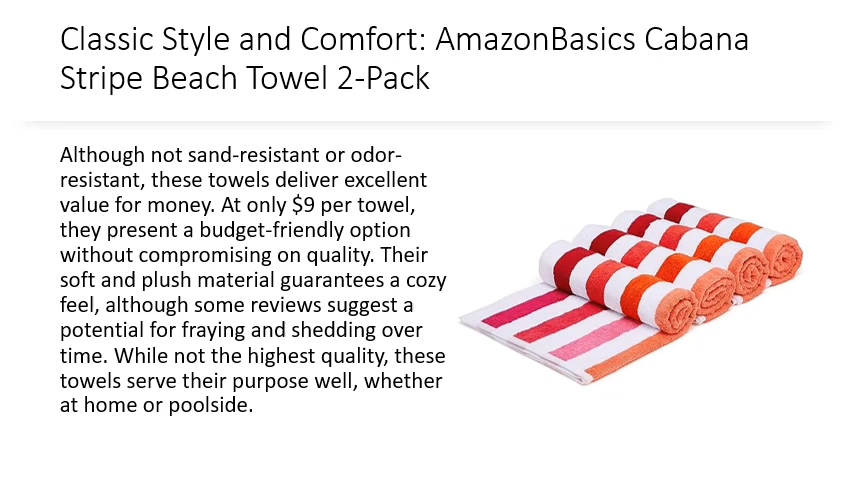 Classic Style and Comfort: AmazonBasics Cabana
Stripe Beach Towel 2-Pack
Although not sand-resistant or odor-
resistant, these towels deliver excellent
value for money. At only $9 per towel,
they present a budget-friendly option
without compromising on quality. Their
soft and plush material guarantees a cozy
feel, although some reviews suggest a
potential for fraying and shedding over
time. While not the highest quality, these
towels serve their purpose well, whether
at home or poolside.